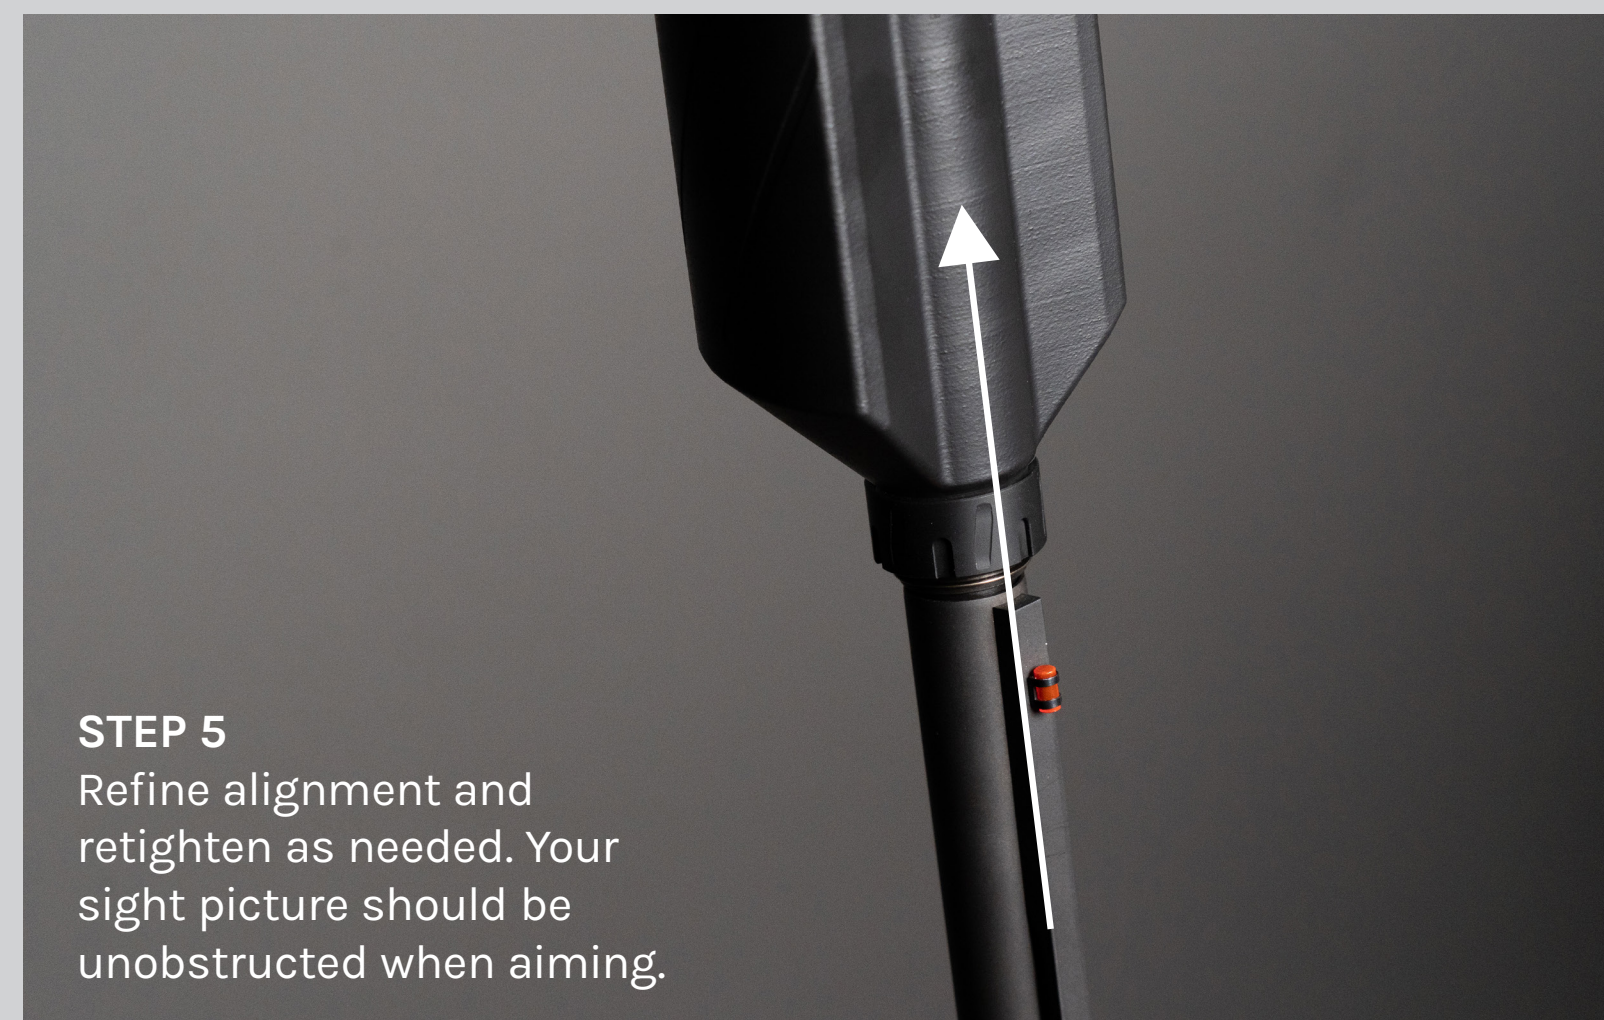 STEP 5
Refine alignment and
retighten as needed. Your
sight picture should be
unobstructed when aiming.